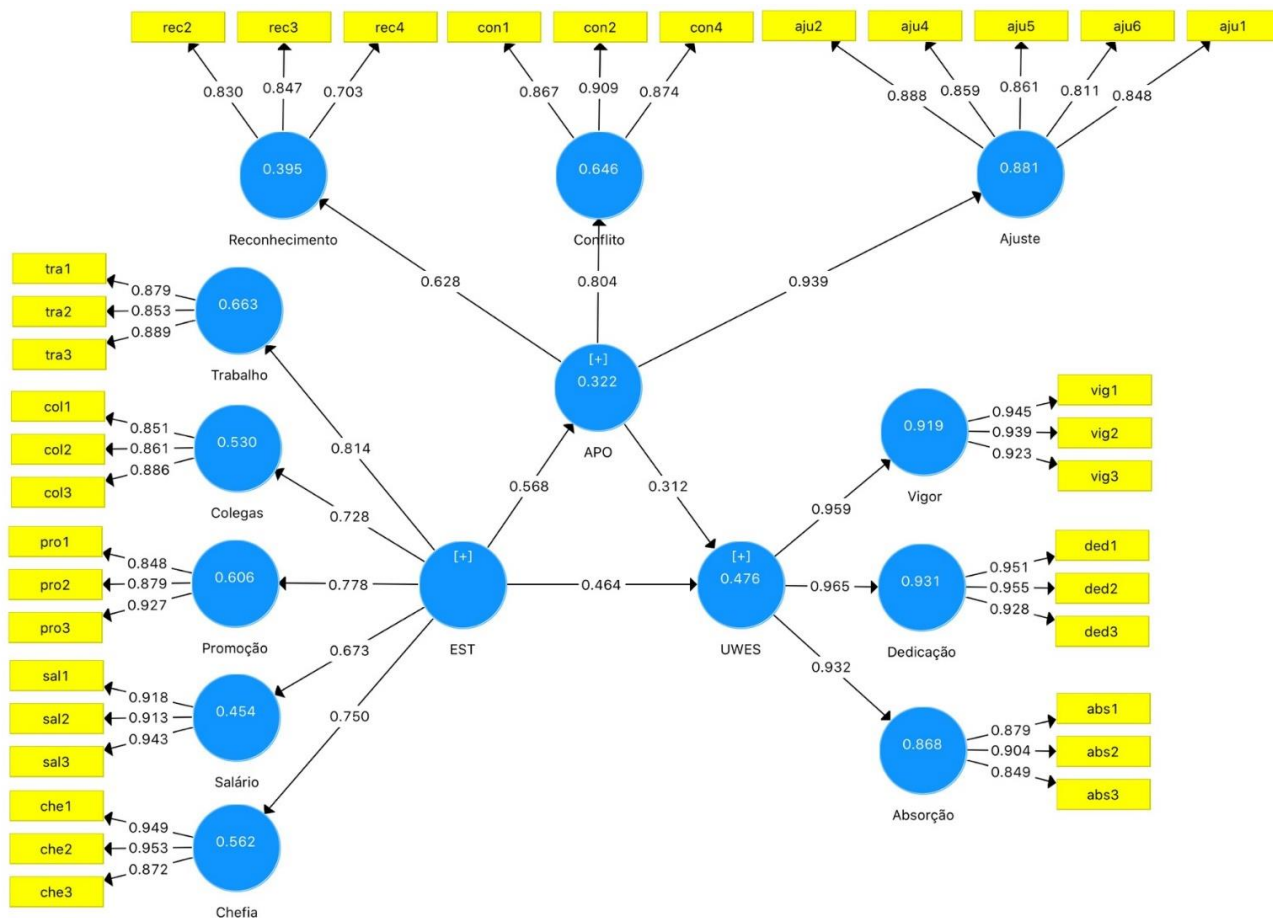 rec2 rec3 rec4 con1 con2 con4 aju2 aju4 aju5 aju6 aju1
0.830 0.847 0.703 0.867 0.909 0.874 0.888 0.859 0.861 0.811 0.848
0.395 0.646 0.881
Reconhecimento Conflito Ajuste
0.628 0.804 0.939
tra1
tra2
tra3
0.879
0.853
0.889
0.663
Trabalho
[+]
0.322
APO
col1
col2
col3
0.851
0.861
0.886
0.530
Colegas
0.814
0.728
0.568
0.312
pro1
pro2
pro3
0.848
0.879
0.927
0.606
Promoção
0.778
[+]
EST
0.464
[+]
0.476
UWES
sal1
sal2
sal3
0.918
0.913
0.943
0.454
Salário
0.673
0.750
che1
che2
che3
0.949
0.953
0.872
0.562
Chefia
0.959
0.919
Vigor
0.945
0.939
0.923
vig1
vig2
vig3
0.965
0.931
Dedicação
0.951
0.955
0.928
ded1
ded2
ded3
0.932
0.868
Absorção
0.879
0.904
0.849
abs1
abs2
abs3